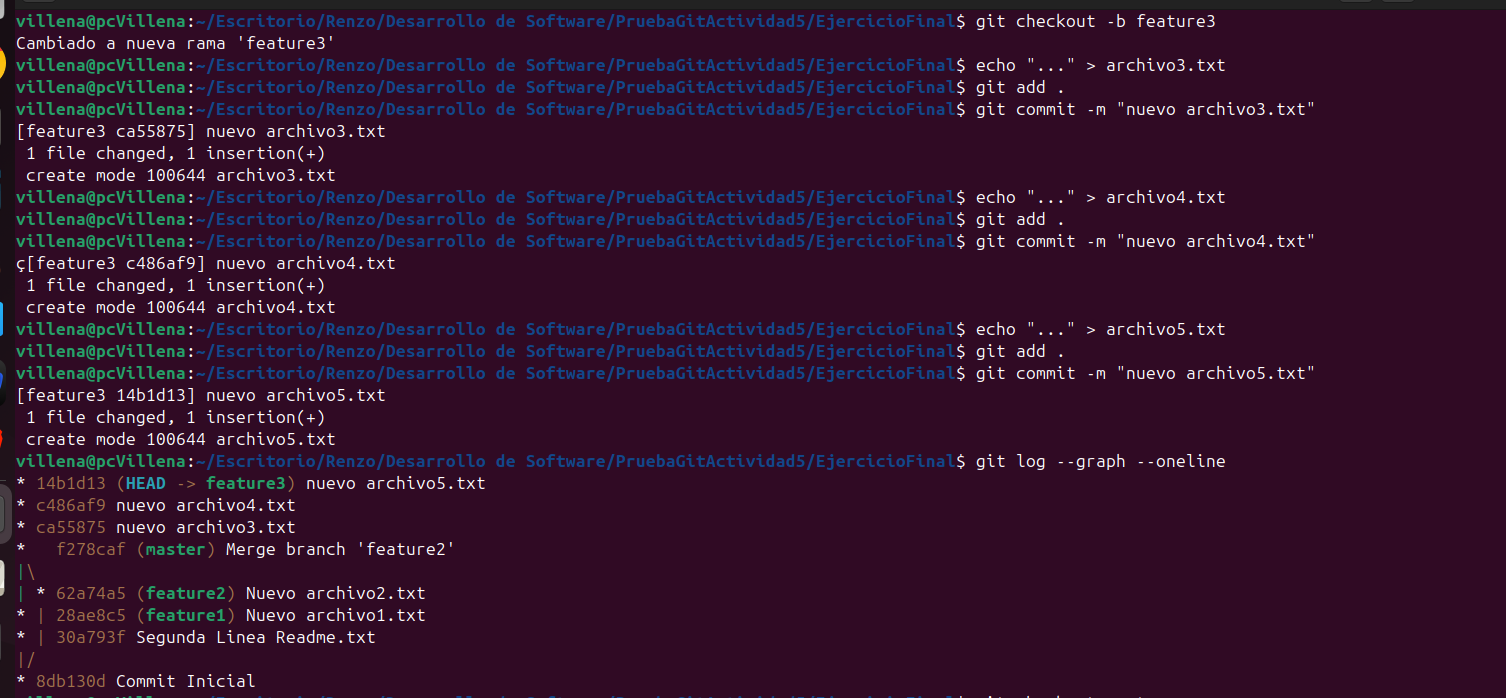 villena@pcVillena:~/Escritorio/Renzo/Desarrollo de Software/PruebaGitActividad5/EjercicioFinal$ git checkout -b feature3
Cambiado a nueva rama 'feature3'
villena@pcVillena:~/Escritorio/Renzo/Desarrollo de Software/PruebaGitActividad5/EjercicioFinal$ echo "..." > archivo3.txt
villena@pcVillena:~/Escritorio/Renzo/Desarrollo de Software/PruebaGitActividad5/EjercicioFinal$ git add .
villena@pcVillena:~/Escritorio/Renzo/Desarrollo de Software/PruebaGitActividad5/EjercicioFinal$ git commit -m "nuevo archivo3.txt"
[feature3 ca55875] nuevo archivo3.txt
 1 file changed, 1 insertion(+)
 create mode 100644 archivo3.txt
villena@pcVillena:~/Escritorio/Renzo/Desarrollo de Software/PruebaGitActividad5/EjercicioFinal$ echo "..." > archivo4.txt
villena@pcVillena:~/Escritorio/Renzo/Desarrollo de Software/PruebaGitActividad5/EjercicioFinal$ git add .
villena@pcVillena:~/Escritorio/Renzo/Desarrollo de Software/PruebaGitActividad5/EjercicioFinal$ git commit -m "nuevo archivo4.txt"
ç[feature3 c486af9] nuevo archivo4.txt
 1 file changed, 1 insertion(+)
 create mode 100644 archivo4.txt
villena@pcVillena:~/Escritorio/Renzo/Desarrollo de Software/PruebaGitActividad5/EjercicioFinal$ echo "..." > archivo5.txt
villena@pcVillena:~/Escritorio/Renzo/Desarrollo de Software/PruebaGitActividad5/EjercicioFinal$ git add .
villena@pcVillena:~/Escritorio/Renzo/Desarrollo de Software/PruebaGitActividad5/EjercicioFinal$ git commit -m "nuevo archivo5.txt"
[feature3 14b1d13] nuevo archivo5.txt
 1 file changed, 1 insertion(+)
 create mode 100644 archivo5.txt
villena@pcVillena:~/Escritorio/Renzo/Desarrollo de Software/PruebaGitActividad5/EjercicioFinal$ git log --graph --oneline
* 14b1d13 (HEAD -> feature3) nuevo archivo5.txt
* c486af9 nuevo archivo4.txt
* ca55875 nuevo archivo3.txt
*   f278caf (master) Merge branch 'feature2'
|\
| * 62a74a5 (feature2) Nuevo archivo2.txt
* | 28ae8c5 (feature1) Nuevo archivo1.txt
* | 30a793f Segunda Linea Readme.txt
|/
* 8db130d Commit Inicial